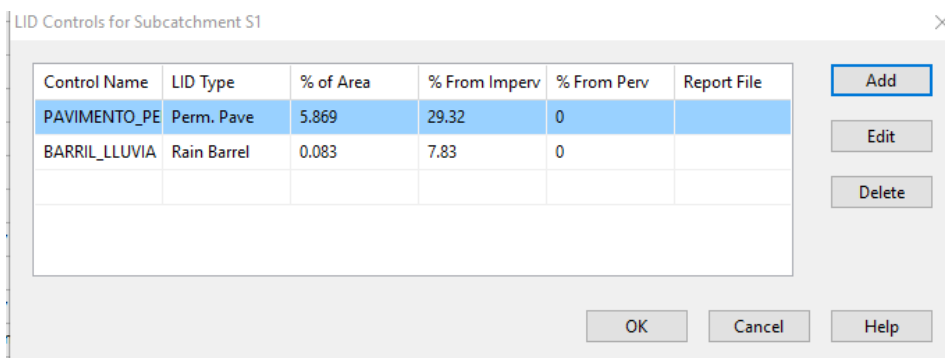 LID Controls for Subcatchment S1
Control Name LID Type % of Area % From Imperv % From Perv Report File
PAVIMENTO_PE Perm. Pave 5.869 29.32 0
BARRIL_LLUVIA Rain Barrel 0.083 7.83 0
Add
Edit
Delete
OK Cancel Help